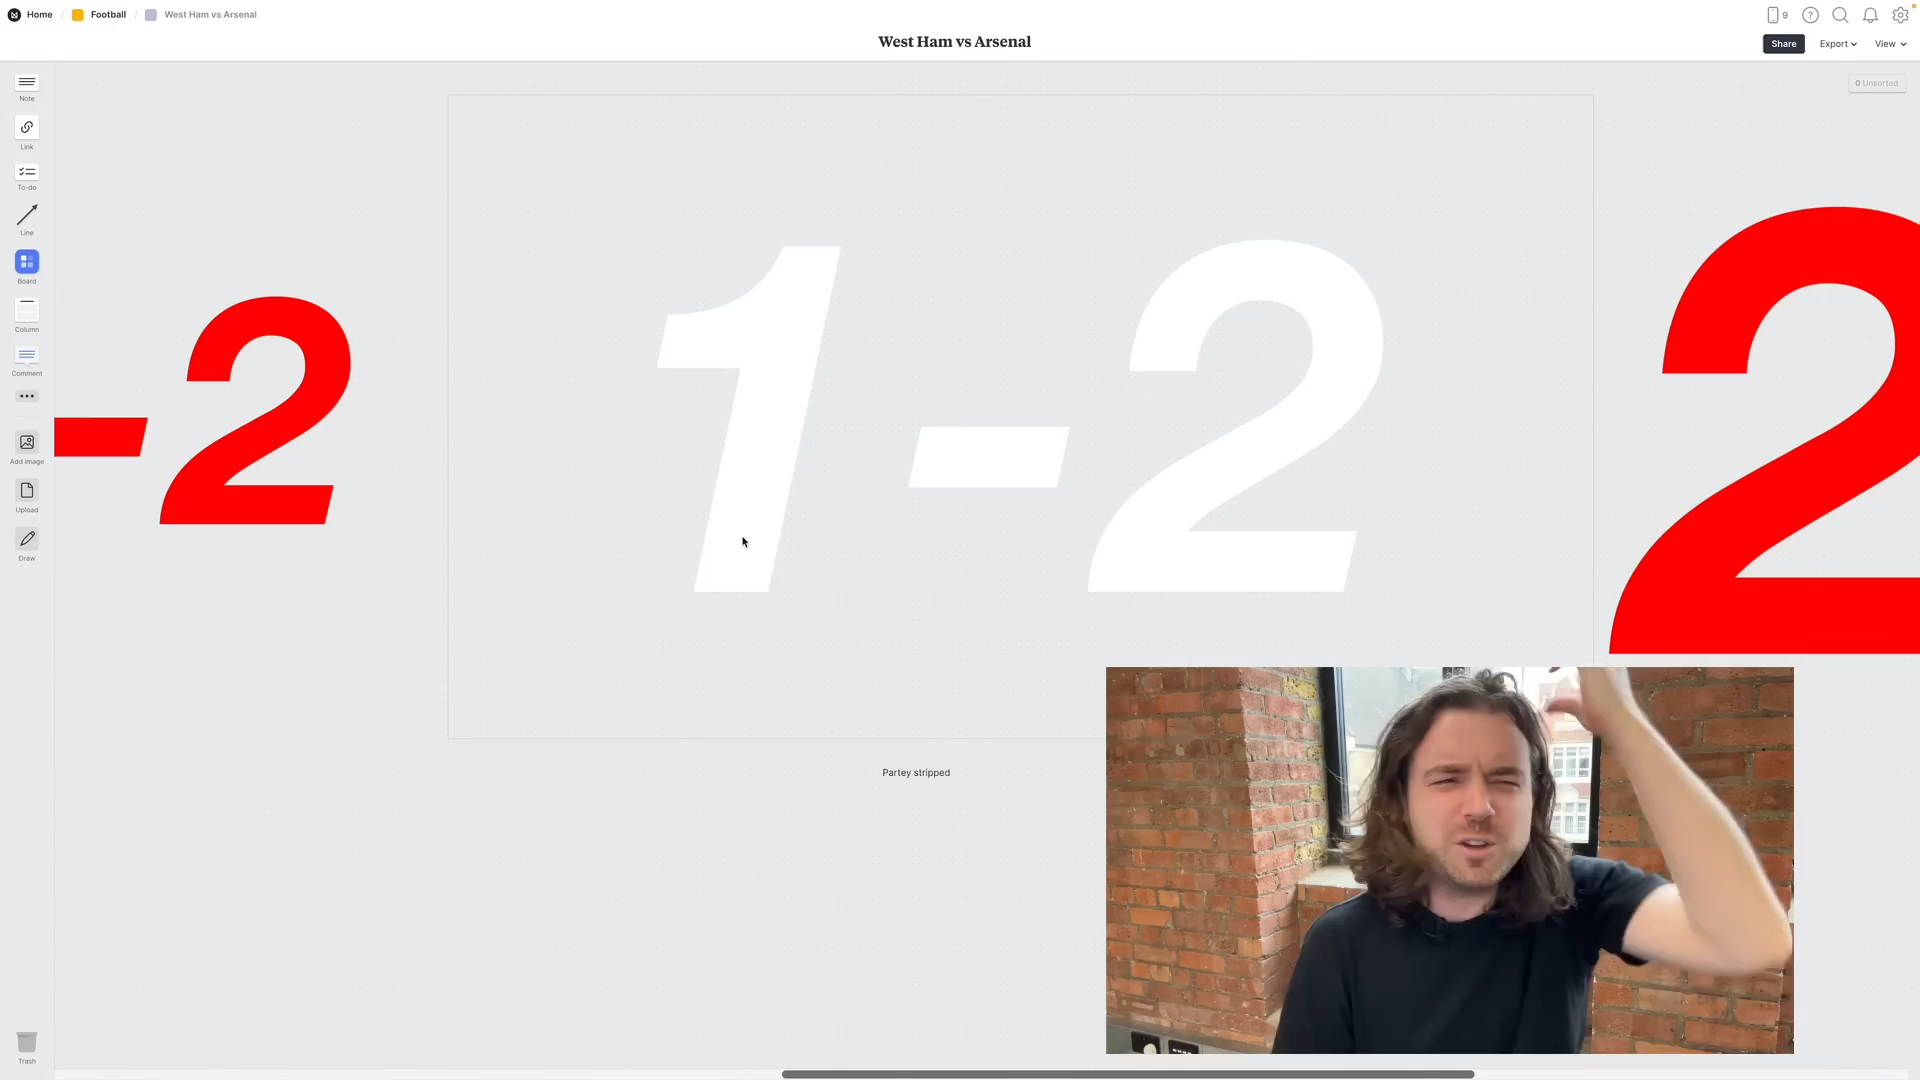 Home
Football
West Ham vs Arsenal
9
West Ham vs Arsenal
Share
Export
View
0 Unsorted
Note
Link
To-do
Line
Board
Column
Comment
Add image
Upload
Draw
Trash
-2
1-2
2
Partey stripped